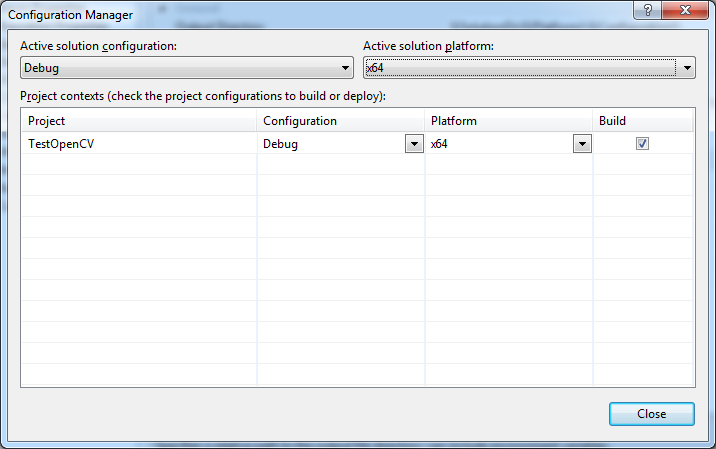 Configuration Manager
Active solution configuration:
Active solution platform:
Debug
x64
Project contexts (check the project configurations to build or deploy):
Project Configuration Platform Build
TestOpenCV Debug x64
Close